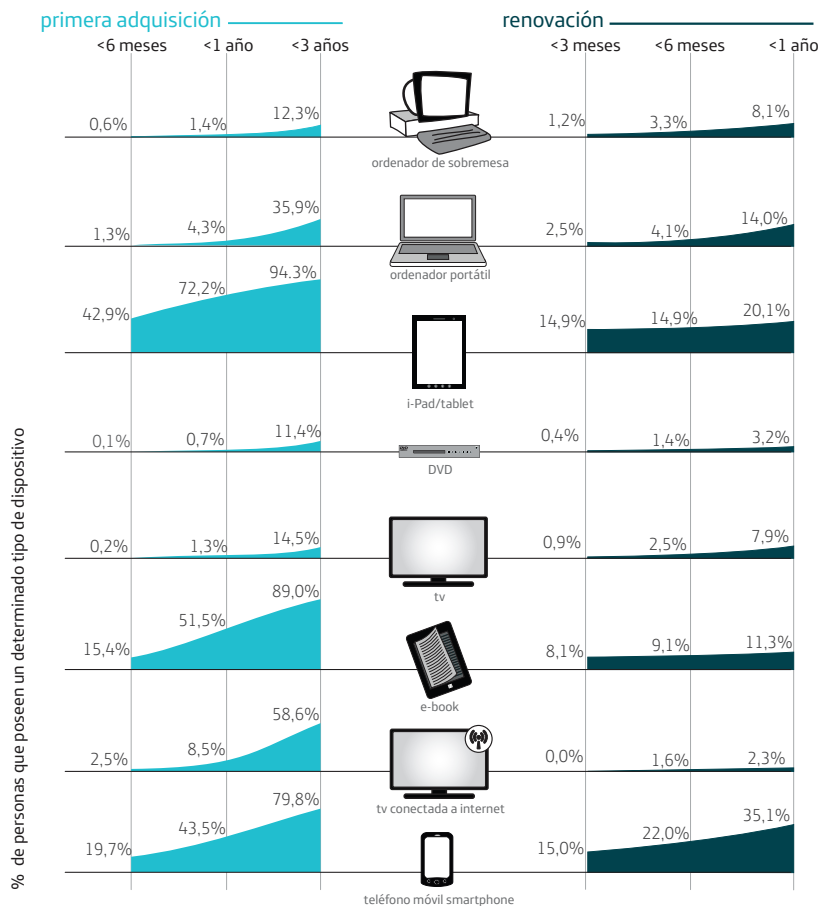 primera adquisición
renovación
<6 meses <1 año <3 años
<3 meses <6 meses <1 año
0,6% 1,4% 12,3%
1,2% 3,3% 8,1%
ordenador de sobremesa
1,3% 4,3% 35,9%
2,5% 4,1% 14,0%
ordenador portátil
42,9% 72,2% 94.3%
14,9% 14,9% 20,1%
i-Pad/tablet
0,1% 0,7% 11,4%
0,4% 1,4% 3,2%
DVD
0,2% 1,3% 14,5%
0,9% 2,5% 7,9%
tv
15,4% 51,5% 89,0%
8,1% 9,1% 11,3%
e-book
2,5% 8,5% 58,6%
0,0% 1,6% 2,3%
tv conectada a internet
19,7% 43,5% 79,8%
15,0% 22,0% 35,1%
teléfono móvil smartphone
% de personas que poseen un determinado tipo de dispositivo